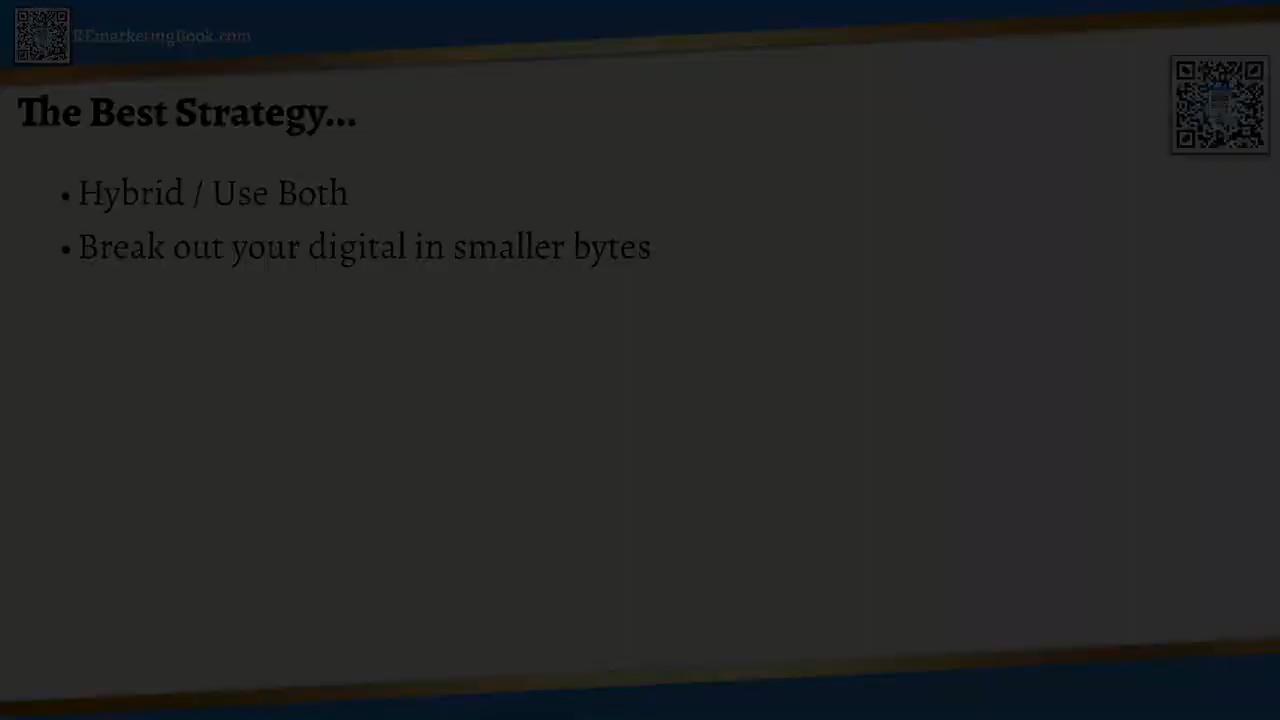 REmarketingBook.com
The Best Strategy...
• Hybrid / Use Both
• Break out your digital in smaller bytes